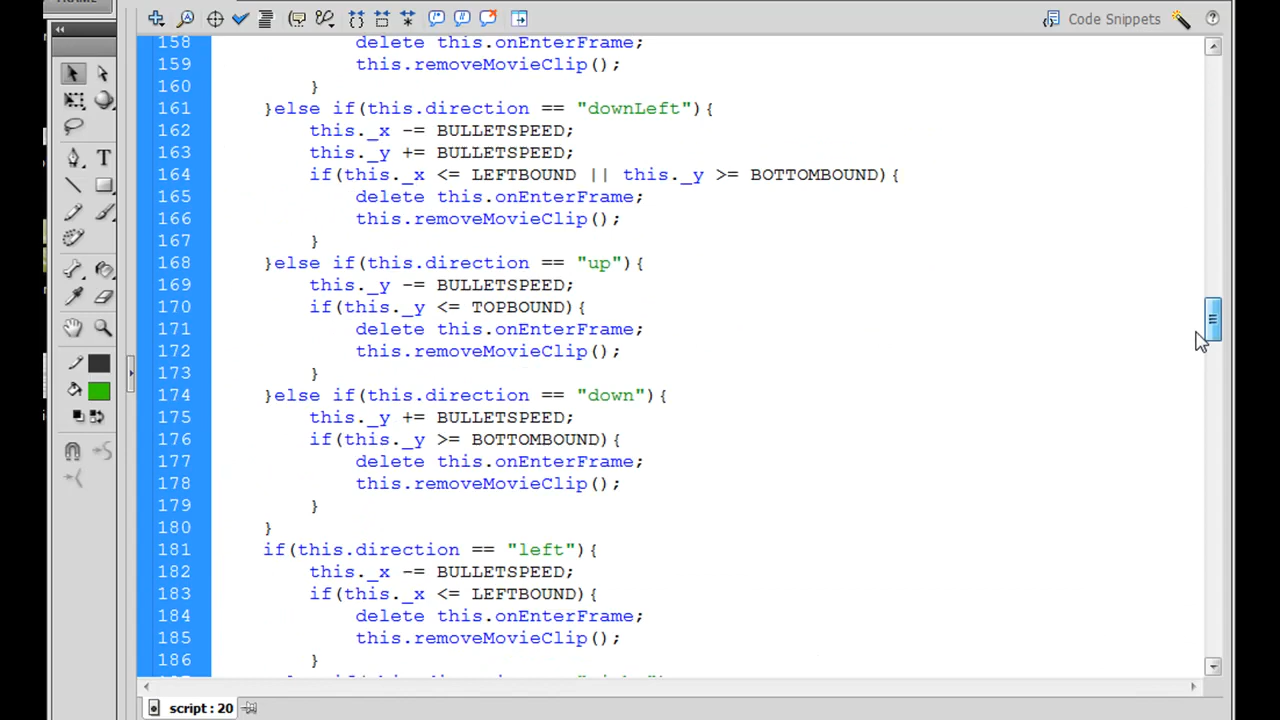 FRAME
Code Snippets
158 delete this.onEnterFrame;
159 this.removeMovieClip();
160 }
161 }else if(this.direction == "downLeft"){
162 this._x -= BULLETSPEED;
163 this._y += BULLETSPEED;
164 if(this._x <= LEFTBOUND || this._y >= BOTTOMBOUND){
165 delete this.onEnterFrame;
166 this.removeMovieClip();
167 }
168 }else if(this.direction == "up"){
169 this._y -= BULLETSPEED;
170 if(this._y <= TOPBOUND){
171 delete this.onEnterFrame;
172 this.removeMovieClip();
173 }
174 }else if(this.direction == "down"){
175 this._y += BULLETSPEED;
176 if(this._y >= BOTTOMBOUND){
177 delete this.onEnterFrame;
178 this.removeMovieClip();
179 }
180 }
181 if(this.direction == "left"){
182 this._x -= BULLETSPEED;
183 if(this._x <= LEFTBOUND){
184 delete this.onEnterFrame;
185 this.removeMovieClip();
186 }
script : 20